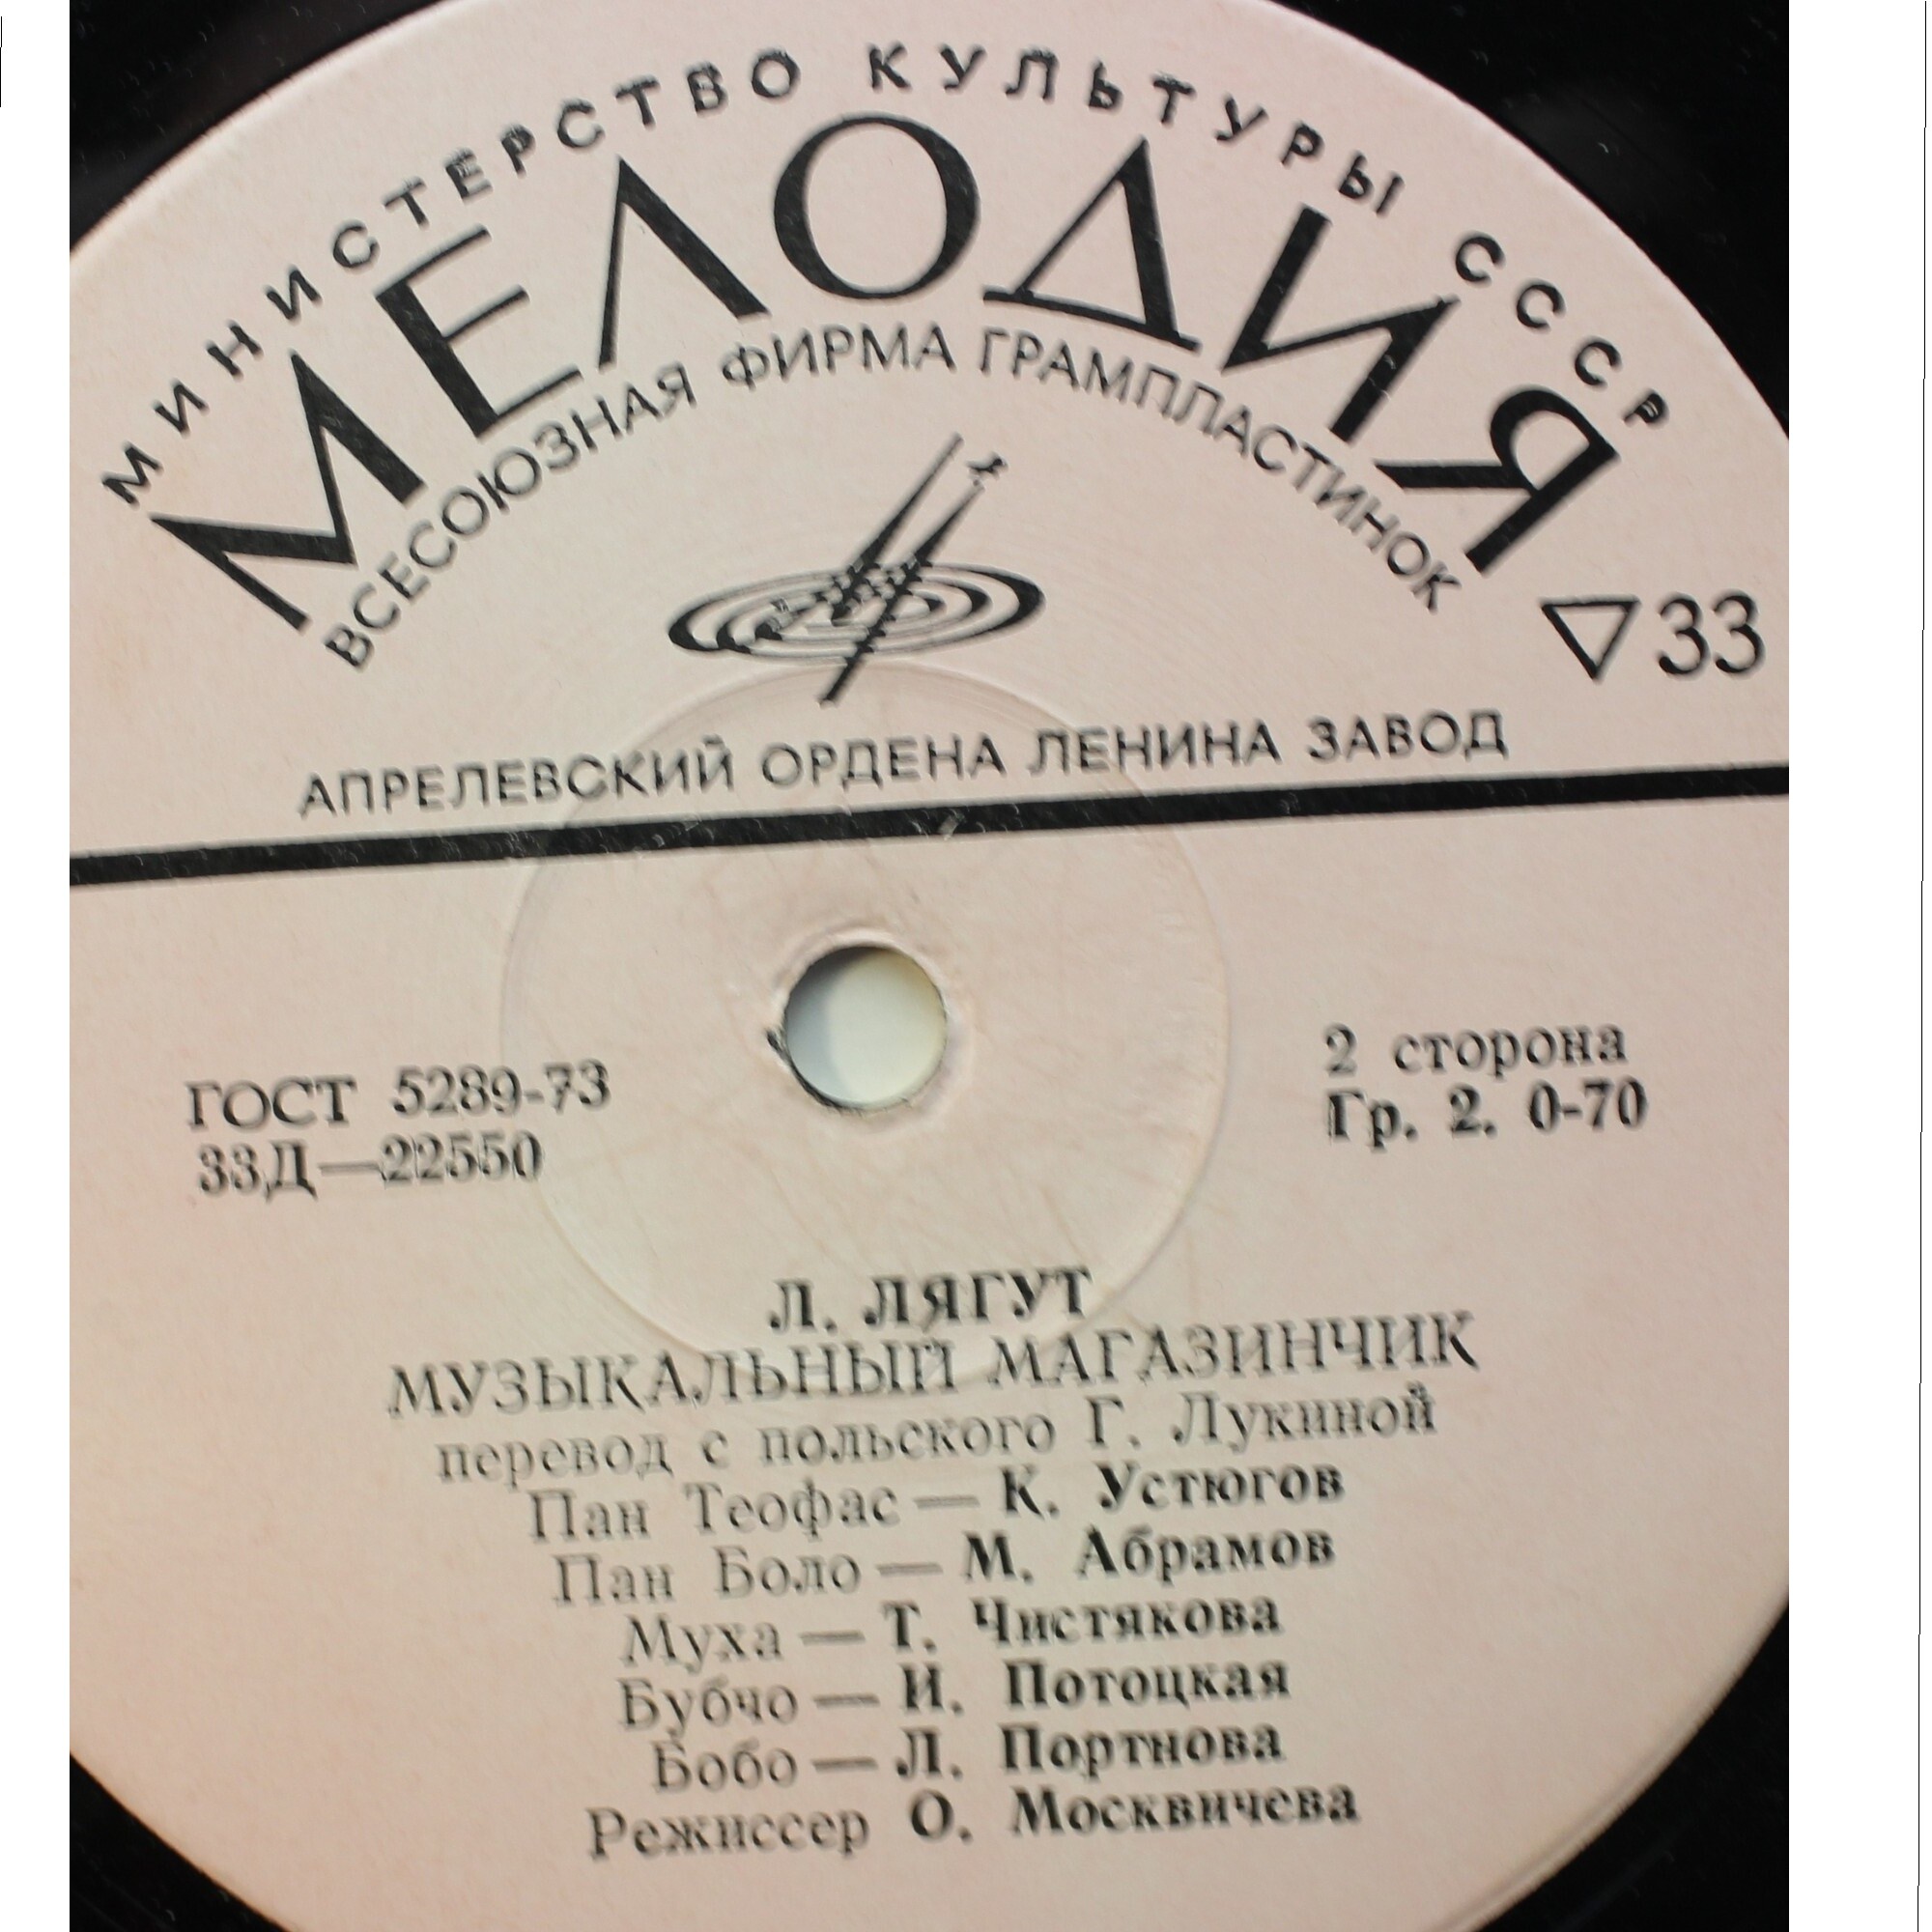 МИНИСТЕРСТВО КУЛЬТУРЫ СССР
МЕЛОДИЯ
ВСЕСОЮЗНАЯ ФИРМА ГРАМПЛАСТИНОК
33
АПРЕЛЕВСКИЙ ОРДЕНА ЛЕНИНА ЗАВОД
ГОСТ 5289-73
33Д—22550
2 сторона
Гр. 2. 0-70
Л. ЛЯГУТ
МУЗЫКАЛЬНЫЙ МАГАЗИНЧИК
перевод с польского Г. Лукиной
Пан Теофас — К. Устюгов
Пан Боло — М. Абрамов
Муха — Т. Чистякова
Бубчо — И. Потоцкая
Бобо — Л. Портнова
Режиссер О. Москвичева